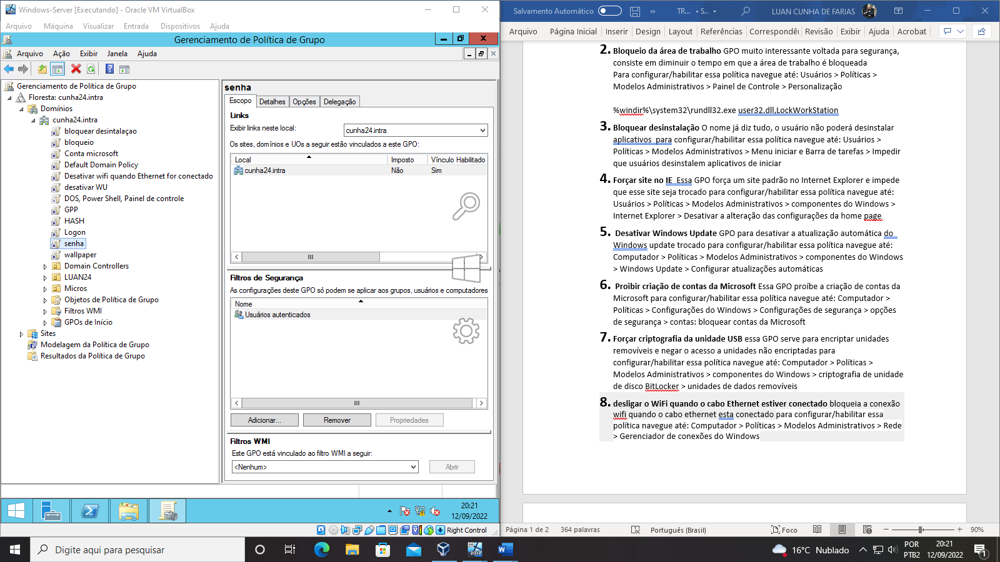 Windows-Server [Executando] - Oracle VM VirtualBox
Arquivo Máquina Visualizar Entrada Dispositivos Ajuda
Gerenciamento de Política de Grupo
Arquivo Ação Exibir Janela Ajuda
Gerenciamento de Política de Grupo
Floresta: cunha24.intra
Domínios
cunha24.intra
bloquear desintalaçao
bloqueio
Conta microsoft
Default Domain Policy
Desativar wifi quando Ethernet for conectado
desativar WU
DOS, Power Shell, Painel de controle
GPP
HASH
Logon
senha
wallpaper
Domain Controllers
LUAN24
Micros
Objetos de Política de Grupo
Filtros WMI
GPOs de Início
Sites
Modelagem da Política de Grupo
Resultados da Política de Grupo
senha
Escopo Detalhes Opções Delegação
Links
Exibir links neste local: cunha24.intra
Os sites, domínios e UOs a seguir estão vinculados a este GPO:
Local Imposto Vínculo Habilitado
cunha24.intra Não Sim
Filtros de Segurança
As configurações deste GPO só podem se aplicar aos grupos, usuários e computadores
Nome
Usuários autenticados
Adicionar... Remover Propriedades
Filtros WMI
Este GPO está vinculado ao filtro WMI a seguir:
<Nenhum> Abrir
20:21
12/09/2022
Right Control
Salvamento Automático TR... • S... LUAN CUNHA DE FARIAS
Arquivo Página Inicial Inserir Design Layout Referências Correspondên Revisão Exibir Ajuda Acrobat
2. Bloqueio da área de trabalho GPO muito interessante voltada para segurança,
consiste em diminuir o tempo em que a área de trabalho é bloqueada
Para configurar/habilitar essa política navegue até: Usuários > Políticas >
Modelos Administrativos > Painel de Controle > Personalização
%windir%\system32\rundll32.exe user32.dll,LockWorkStation
3. Bloquear desinstalação O nome já diz tudo, o usuário não poderá desinstalar
aplicativos para configurar/habilitar essa política navegue até: Usuários >
Políticas > Modelos Administrativos > Menu iniciar e Barra de tarefas > Impedir
que usuários desinstalem aplicativos de iniciar
4. Forçar site no IE Essa GPO força um site padrão no Internet Explorer e impede
que esse site seja trocado para configurar/habilitar essa política navegue até:
Usuários > Políticas > Modelos Administrativos > componentes do Windows >
Internet Explorer > Desativar a alteração das configurações da home page
5. Desativar Windows Update GPO para desativar a atualização automática do
Windows update trocado para configurar/habilitar essa política navegue até:
Computador > Políticas > Modelos Administrativos > componentes do Windows
> Windows Update > Configurar atualizações automáticas
6. Proibir criação de contas da Microsoft Essa GPO proíbe a criação de contas da
Microsoft para configurar/habilitar essa política navegue até: Computador >
Políticas > Configurações do Windows > Configurações de segurança > opções
de segurança > contas: bloquear contas da Microsoft
7. Forçar criptografia da unidade USB essa GPO serve para encriptar unidades
removíveis e negar o acesso a unidades não encriptadas para
configurar/habilitar essa política navegue até: Computador > Políticas >
Modelos Administrativos > componentes do Windows > criptografia de unidade
de disco BitLocker > unidades de dados removíveis
8. desligar o WiFi quando o cabo Ethernet estiver conectado bloqueia a conexão
wifi quando o cabo ethernet esta conectado para configurar/habilitar essa
política navegue até: Computador > Políticas > Modelos Administrativos > Rede
> Gerenciador de conexões do Windows
Página 1 de 2 364 palavras Português (Brasil) Foco 90%
Digite aqui para pesquisar
16°C Nublado
POR
PTB2
20:21
12/09/2022
1